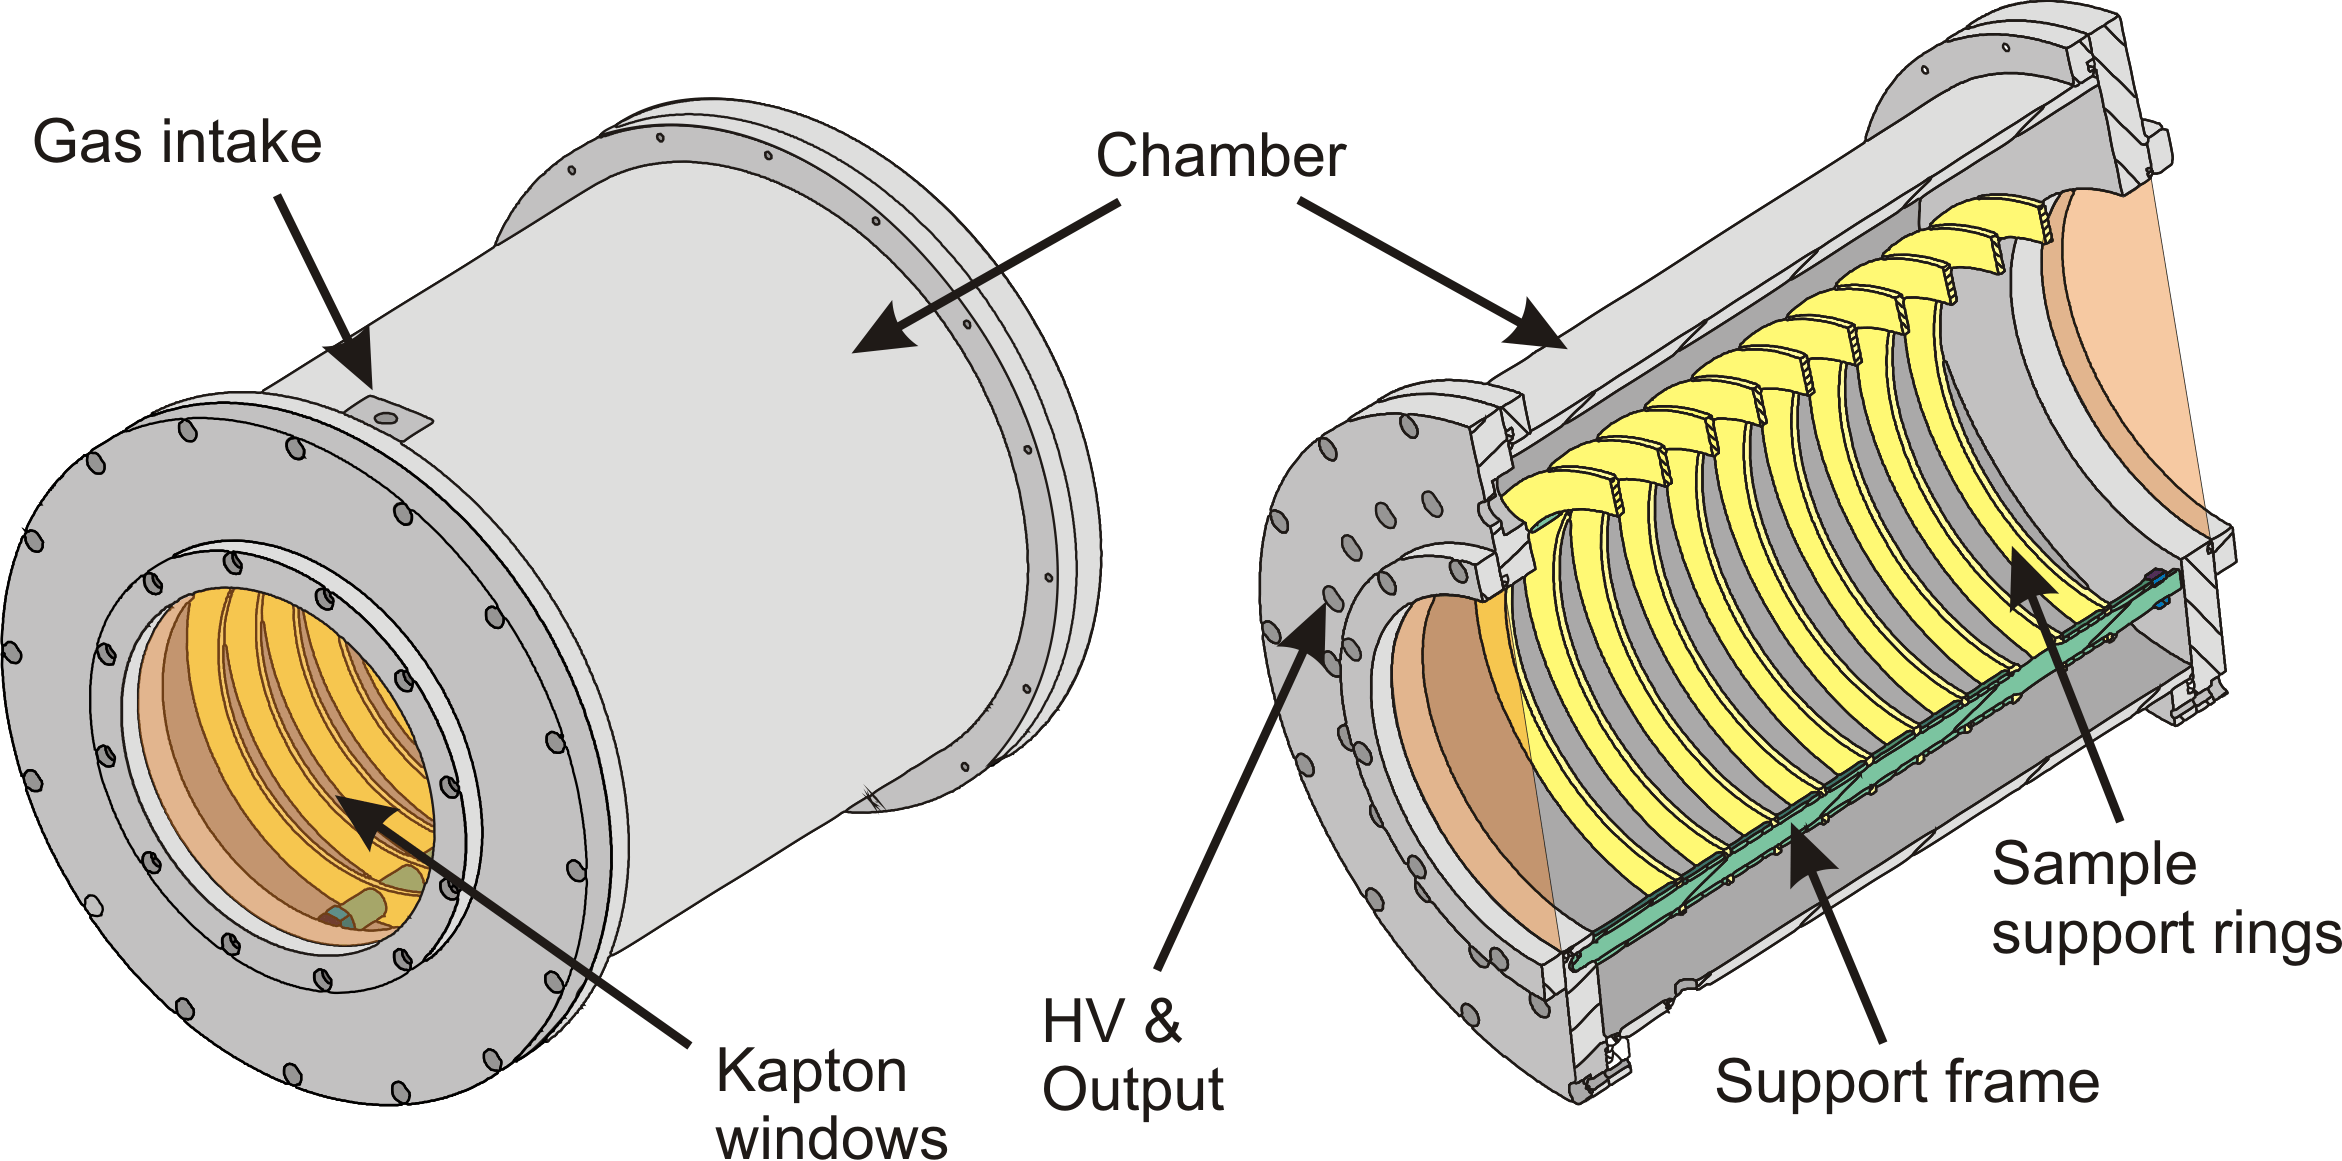 Gas intake
Chamber
Kapton
windows
HV &
Output
Sample
support rings
Support frame